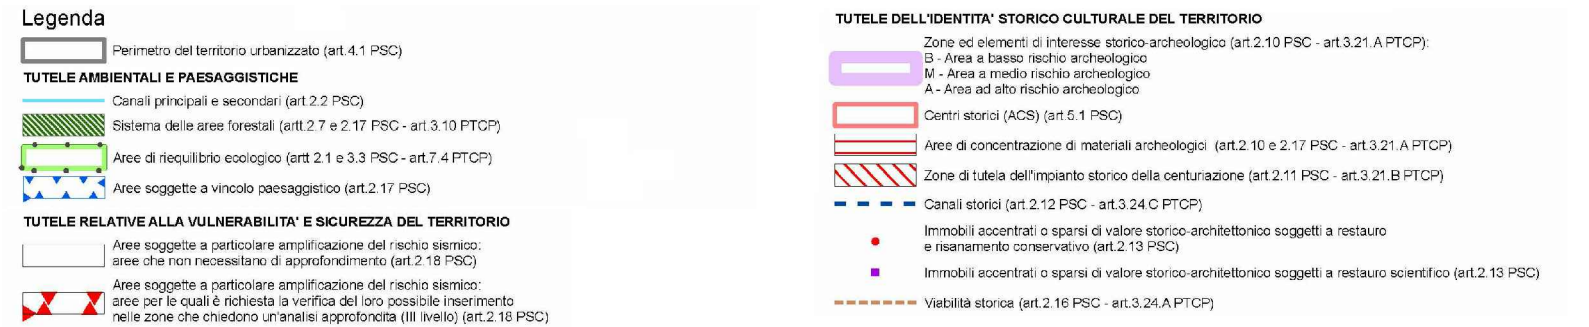 Legenda
Perimetro del territorio urbanizzato (art.4.1 PSC)
TUTELE AMBIENTALI E PAESAGGISTICHE
Canali principali e secondari (art.2.2 PSC)
Sistema delle aree forestali (artt.2.7 e 2.17 PSC - art.3.10 PTCP)
Aree di riequilibrio ecologico (artt 2.1 e 3.3 PSC - art.7.4 PTCP)
Aree soggette a vincolo paesaggistico (art.2.17 PSC)
TUTELE RELATIVE ALLA VULNERABILITA' E SICUREZZA DEL TERRITORIO
Aree soggette a particolare amplificazione del rischio sismico:
aree che non necessitano di approfondimento (art.2.18 PSC)
Aree soggette a particolare amplificazione del rischio sismico:
aree per le quali è richiesta la verifica del loro possibile inserimento
nelle zone che chiedono un'analisi approfondita (III livello) (art.2.18 PSC)
TUTELE DELL'IDENTITA' STORICO CULTURALE DEL TERRITORIO
Zone ed elementi di interesse storico-archeologico (art.2.10 PSC - art.3.21.A PTCP):
B - Area a basso rischio archeologico
M - Area a medio rischio archeologico
A - Area ad alto rischio archeologico
Centri storici (ACS) (art.5.1 PSC)
Aree di concentrazione di materiali archeologici (art.2.10 e 2.17 PSC - art.3.21.A PTCP)
Zone di tutela dell'impianto storico della centuriazione (art.2.11 PSC - art.3.21.B PTCP)
Canali storici (art.2.12 PSC - art.3.24.C PTCP)
Immobili accentrati o sparsi di valore storico-architettonico soggetti a restauro
e risanamento conservativo (art.2.13 PSC)
Immobili accentrati o sparsi di valore storico-architettonico soggetti a restauro scientifico (art.2.13 PSC)
Viabilità storica (art.2.16 PSC - art.3.24.A PTCP)